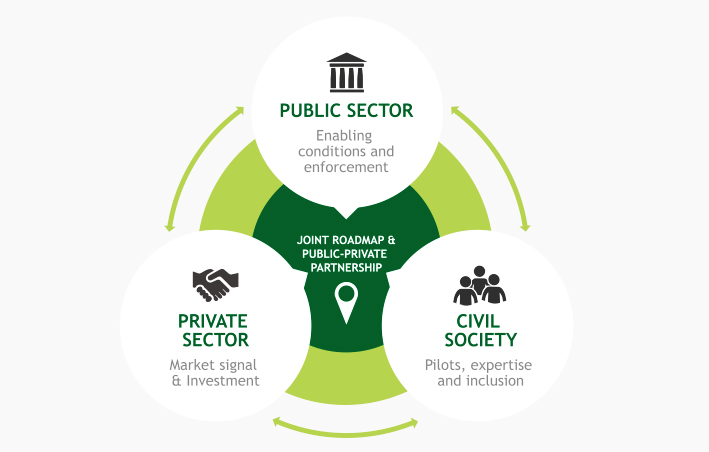 PUBLIC SECTOR
Enabling
conditions and
enforcement
JOINT ROADMAP &
PUBLIC-PRIVATE
PARTNERSHIP
PRIVATE
SECTOR
Market signal
& Investment
CIVIL
SOCIETY
Pilots, expertise
and inclusion